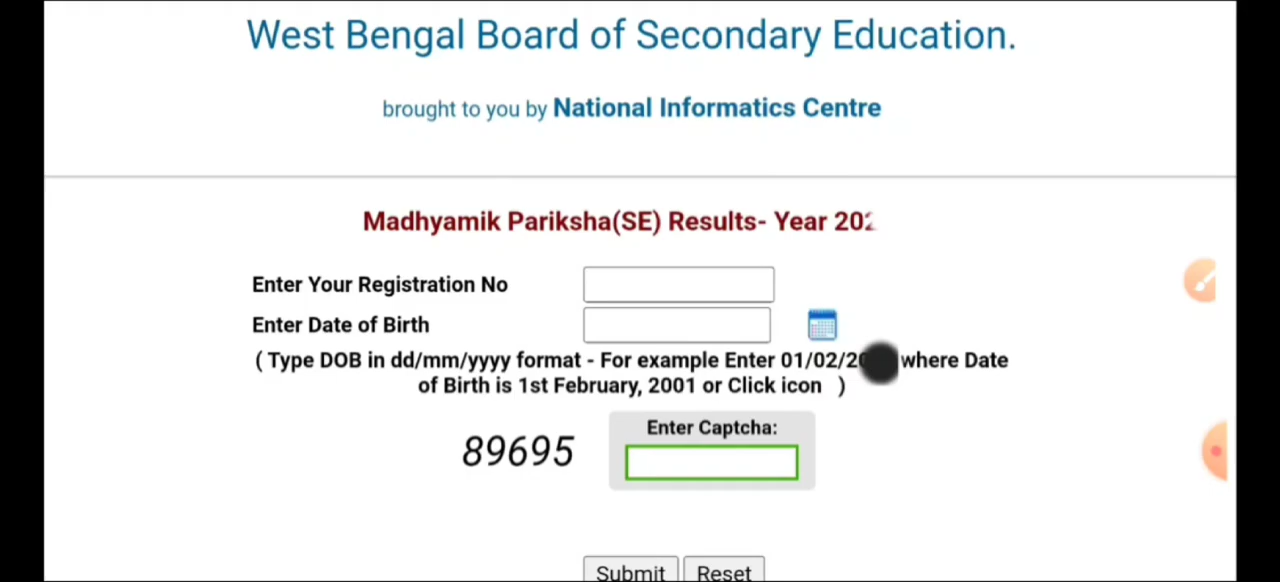 West Bengal Board of Secondary Education.
brought to you by National Informatics Centre
Madhyamik Pariksha(SE) Results- Year
Enter Your Registration No
Enter Date of Birth
( Type DOB in dd/mm/yyyy format - For example Enter where Date
of Birth is 1st February, 2001 or Click icon )
89695
Enter Captcha:
Submit Reset